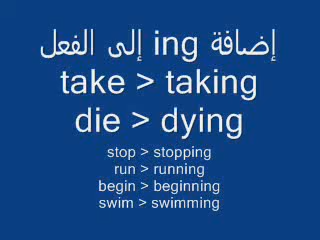 إضافة ing إلى الفعل
take > taking
die > dying
stop > stopping
run > running
begin > beginning
swim > swimming